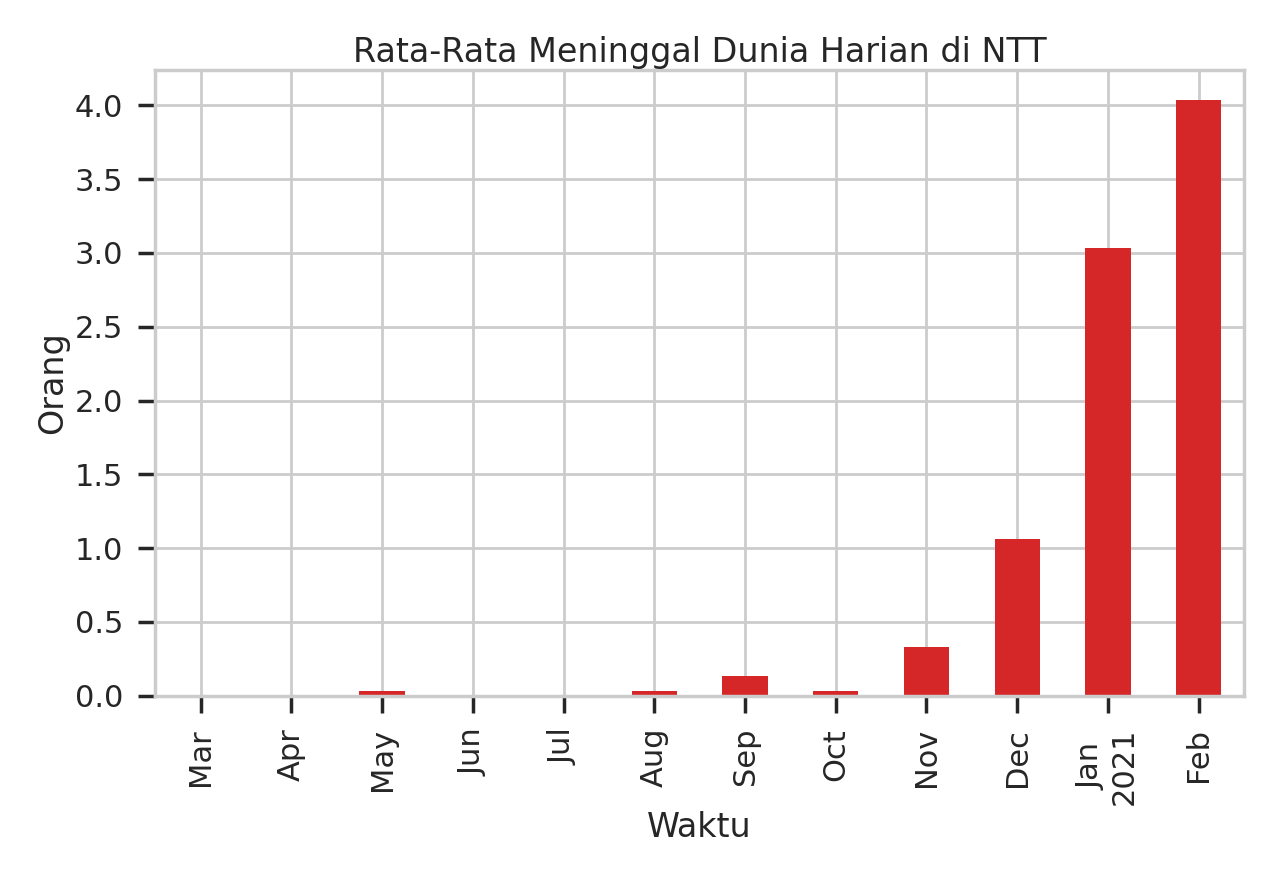 Rata-Rata Meninggal Dunia Harian di NTT
4.0
3.5
3.0
2.5
2.0
1.5
1.0
0.5
0.0
Orang
Mar
Apr
May
Jun
Jul
Aug
Sep
Oct
Nov
Dec
Jan
2021
Feb
Waktu